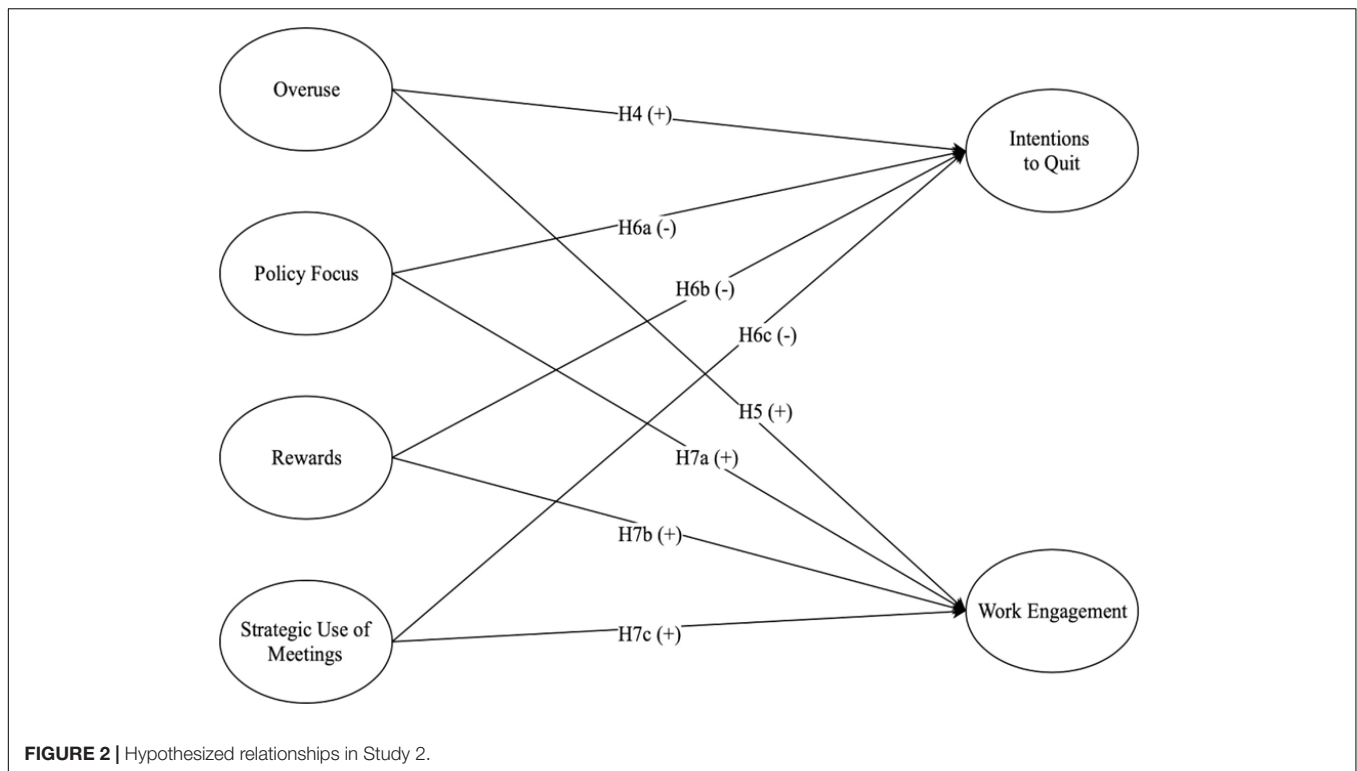 Overuse
H4 (+)
Intentions
to Quit
Policy Focus
H6a (-)
H6b (-)
H6c (-)
H5 (+)
Rewards
H7a (+)
H7b (+)
Strategic Use of
Meetings
H7c (+)
Work Engagement
FIGURE 2 | Hypothesized relationships in Study 2.